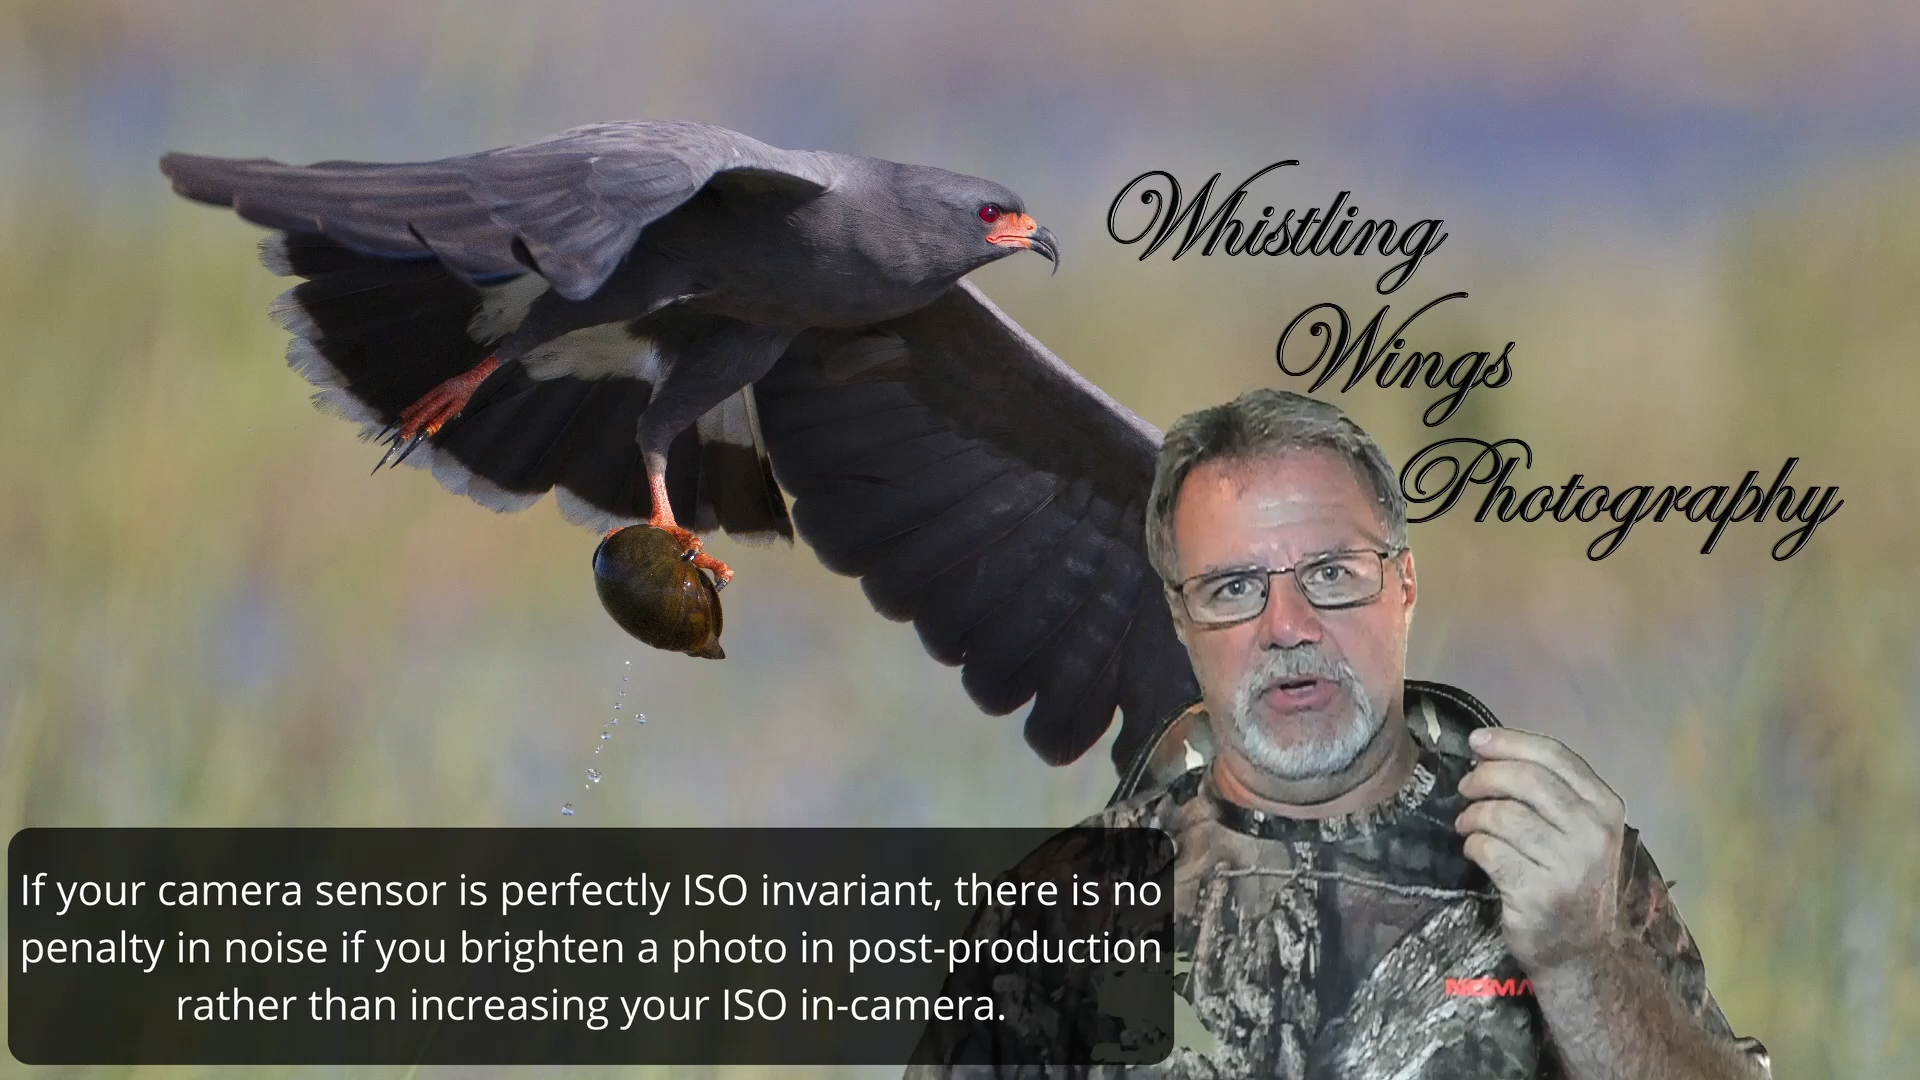 Whistling
Wings
Photography
If your camera sensor is perfectly ISO invariant, there is no
penalty in noise if you brighten a photo in post-production
rather than increasing your ISO in-camera.